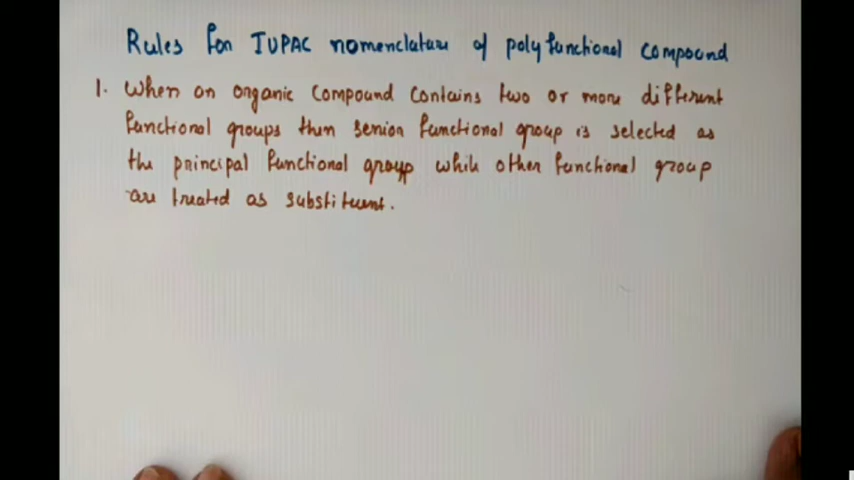 Rules for IUPAC nomenclature of polyfunctional compound
1. When an organic compound contains two or more different
functional groups then senior functional group is selected as
the principal functional group while other functional group
are treated as substituent.